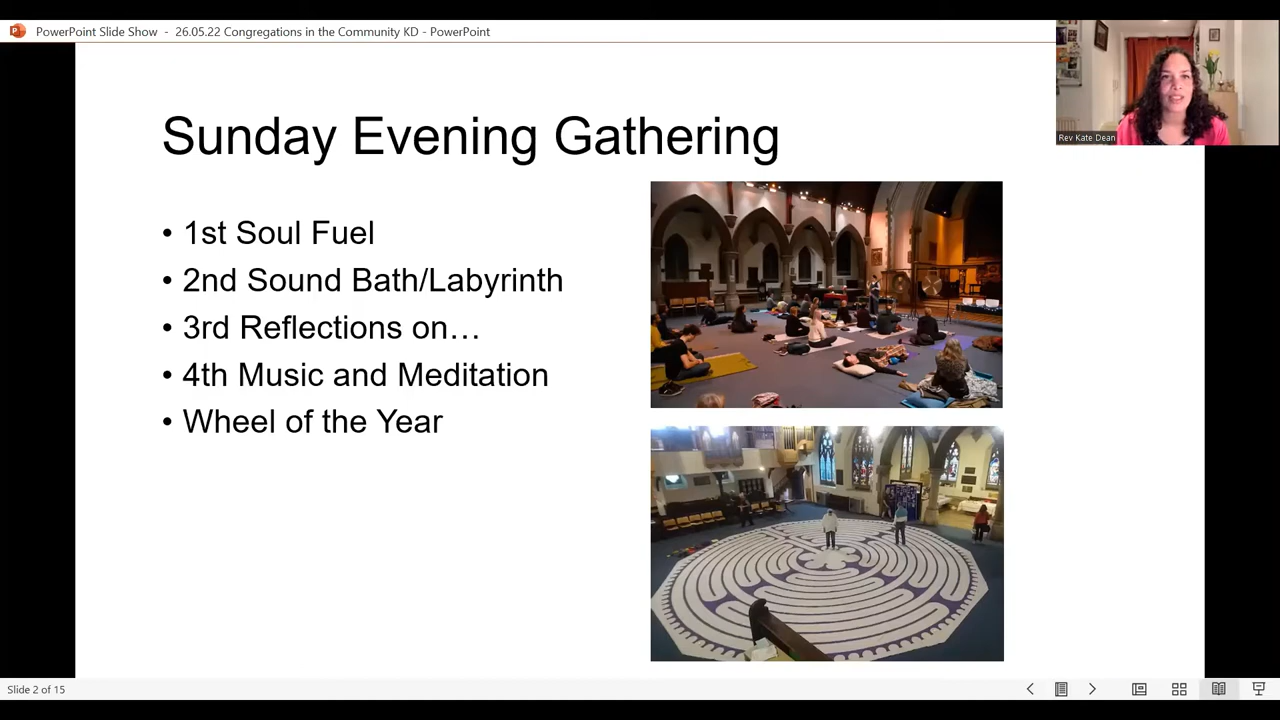 PowerPoint Slide Show - 26.05.22 Congregations in the Community KD - PowerPoint
Rev Kate Dean
Sunday Evening Gathering
• 1st Soul Fuel
• 2nd Sound Bath/Labyrinth
• 3rd Reflections on…
• 4th Music and Meditation
• Wheel of the Year
Slide 2 of 15